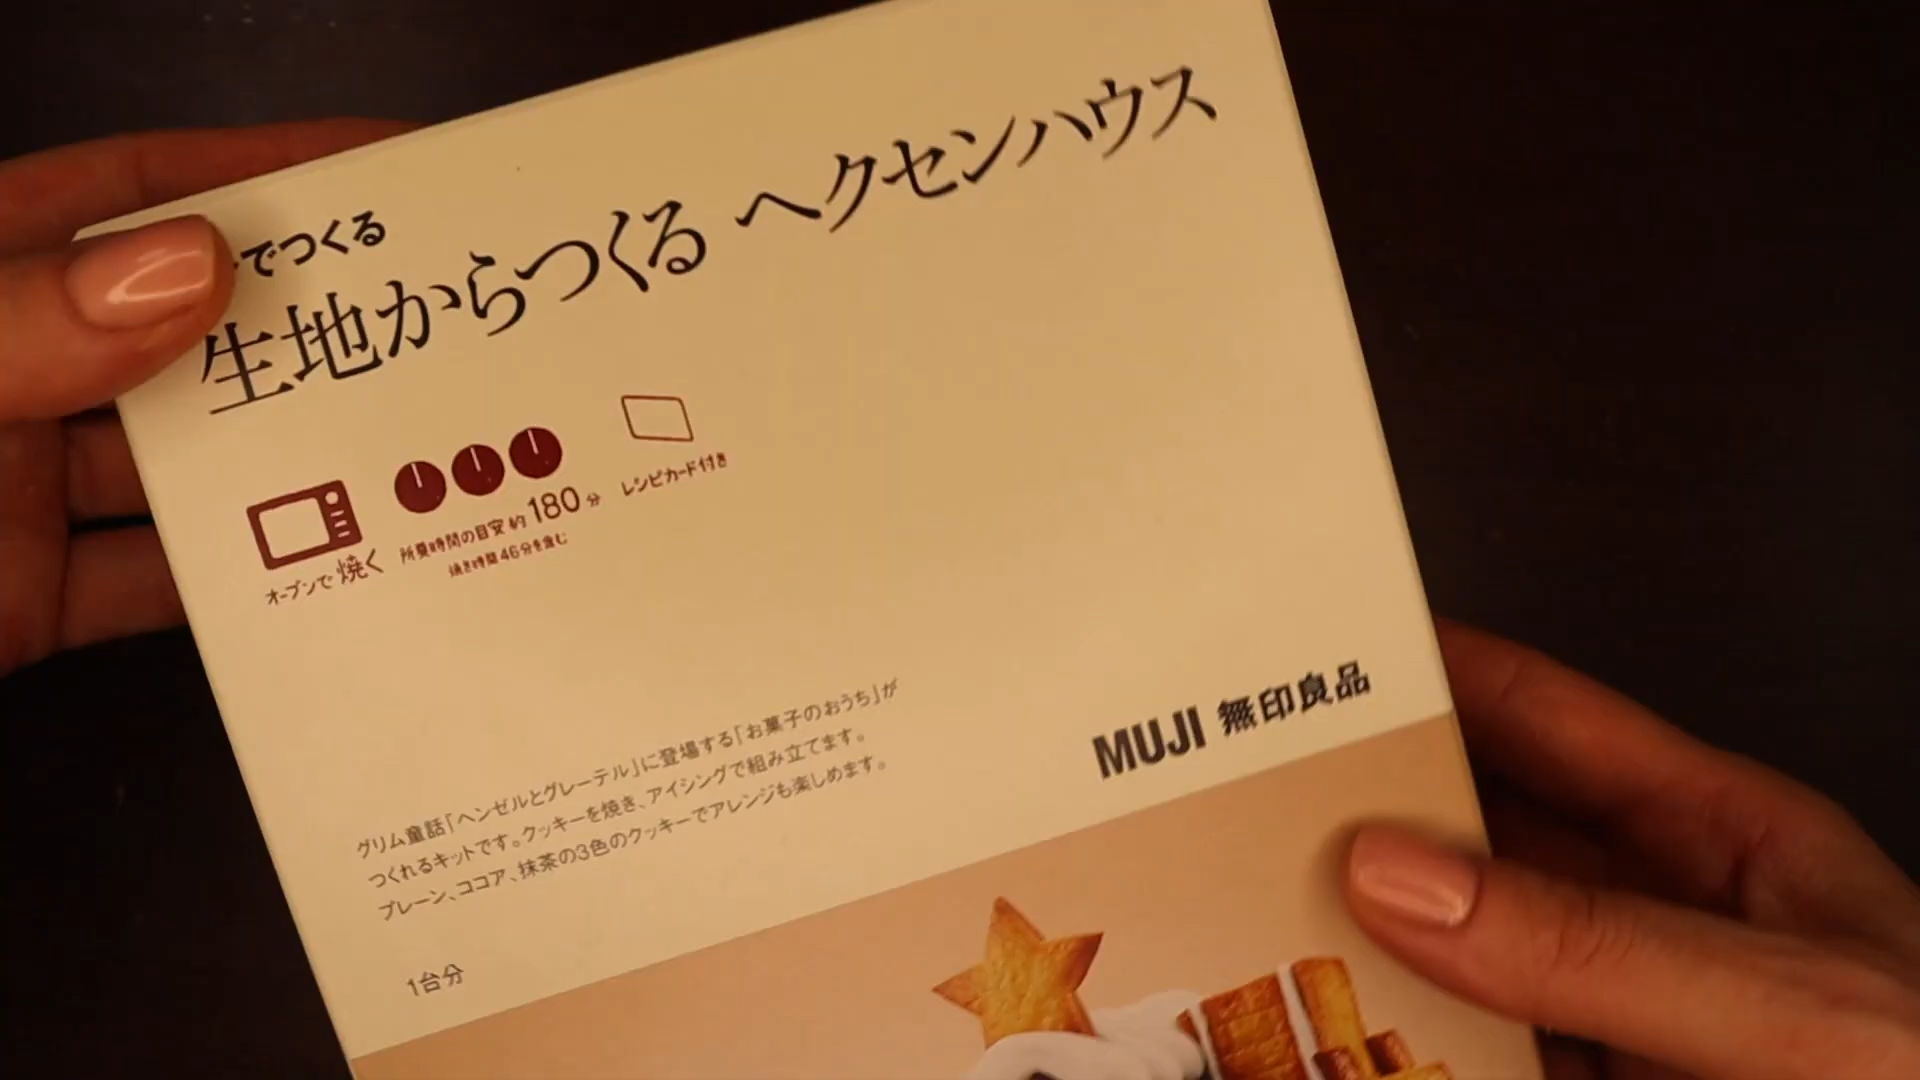 でつくる
生地からつくる ヘクセンハウス
オーブンで焼く
所要時間の目安 約180分
焼き時間46分を含む
レシピカード付き
グリム童話「ヘンゼルとグレーテル」に登場する「お菓子のおうち」が
つくれるキットです。クッキーを焼き、アイシングで組み立てます。
プレーン、ココア、抹茶の3色のクッキーでアレンジも楽しめます。
MUJI 無印良品
1台分